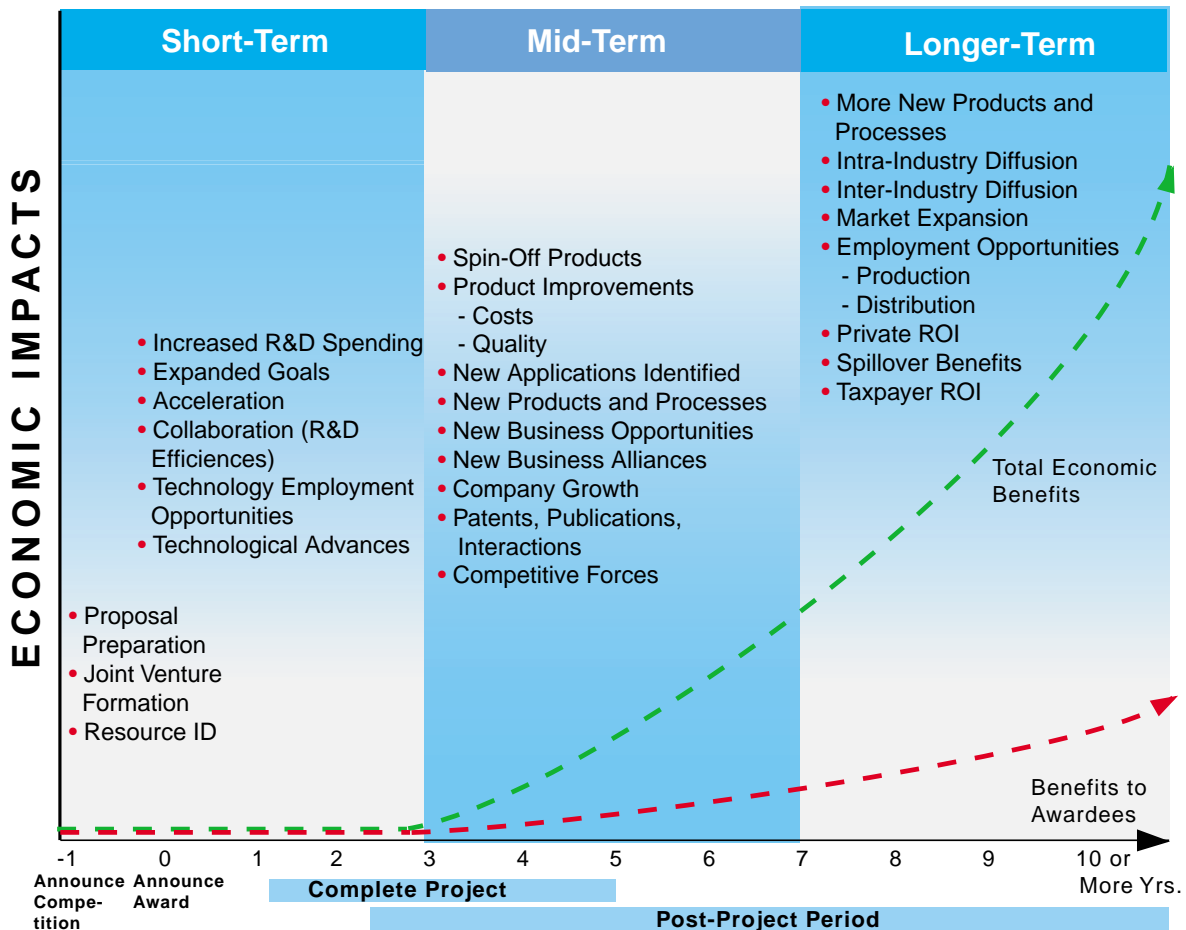 Short-Term
Mid-Term
Longer-Term
ECONOMIC IMPACTS
• Proposal
Preparation
• Joint Venture
Formation
• Resource ID
• Increased R&D Spending
• Expanded Goals
• Acceleration
• Collaboration (R&D
Efficiences)
• Technology Employment
Opportunities
• Technological Advances
• Spin-Off Products
• Product Improvements
- Costs
- Quality
• New Applications Identified
• New Products and Processes
• New Business Opportunities
• New Business Alliances
• Company Growth
• Patents, Publications,
Interactions
• Competitive Forces
• More New Products and
Processes
• Intra-Industry Diffusion
• Inter-Industry Diffusion
• Market Expansion
• Employment Opportunities
- Production
- Distribution
• Private ROI
• Spillover Benefits
• Taxpayer ROI
Total Economic
Benefits
Benefits to
Awardees
-1 0 1 2 3 4 5 6 7 8 9 10 or
More Yrs.
Announce
Compe-
tition
Announce
Award
Complete Project
Post-Project Period